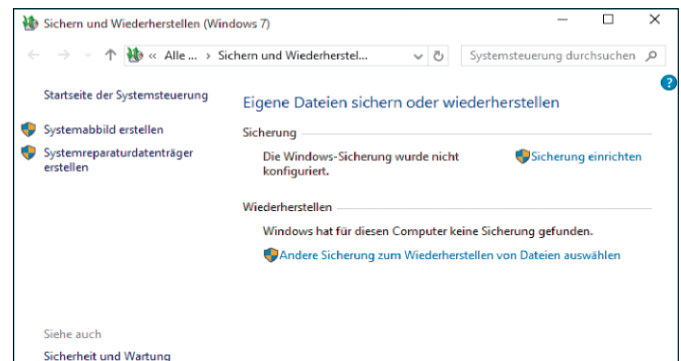 Sichern und Wiederherstellen (Windows 7)
« Alle ... › Sichern und Wiederherstel...
Systemsteuerung durchsuchen
Startseite der Systemsteuerung
Systemabbild erstellen
Systemreparaturdatenträger
erstellen
Eigene Dateien sichern oder wiederherstellen
Sicherung
Die Windows-Sicherung wurde nicht
konfiguriert.
Sicherung einrichten
Wiederherstellen
Windows hat für diesen Computer keine Sicherung gefunden.
Andere Sicherung zum Wiederherstellen von Dateien auswählen
Siehe auch
Sicherheit und Wartung